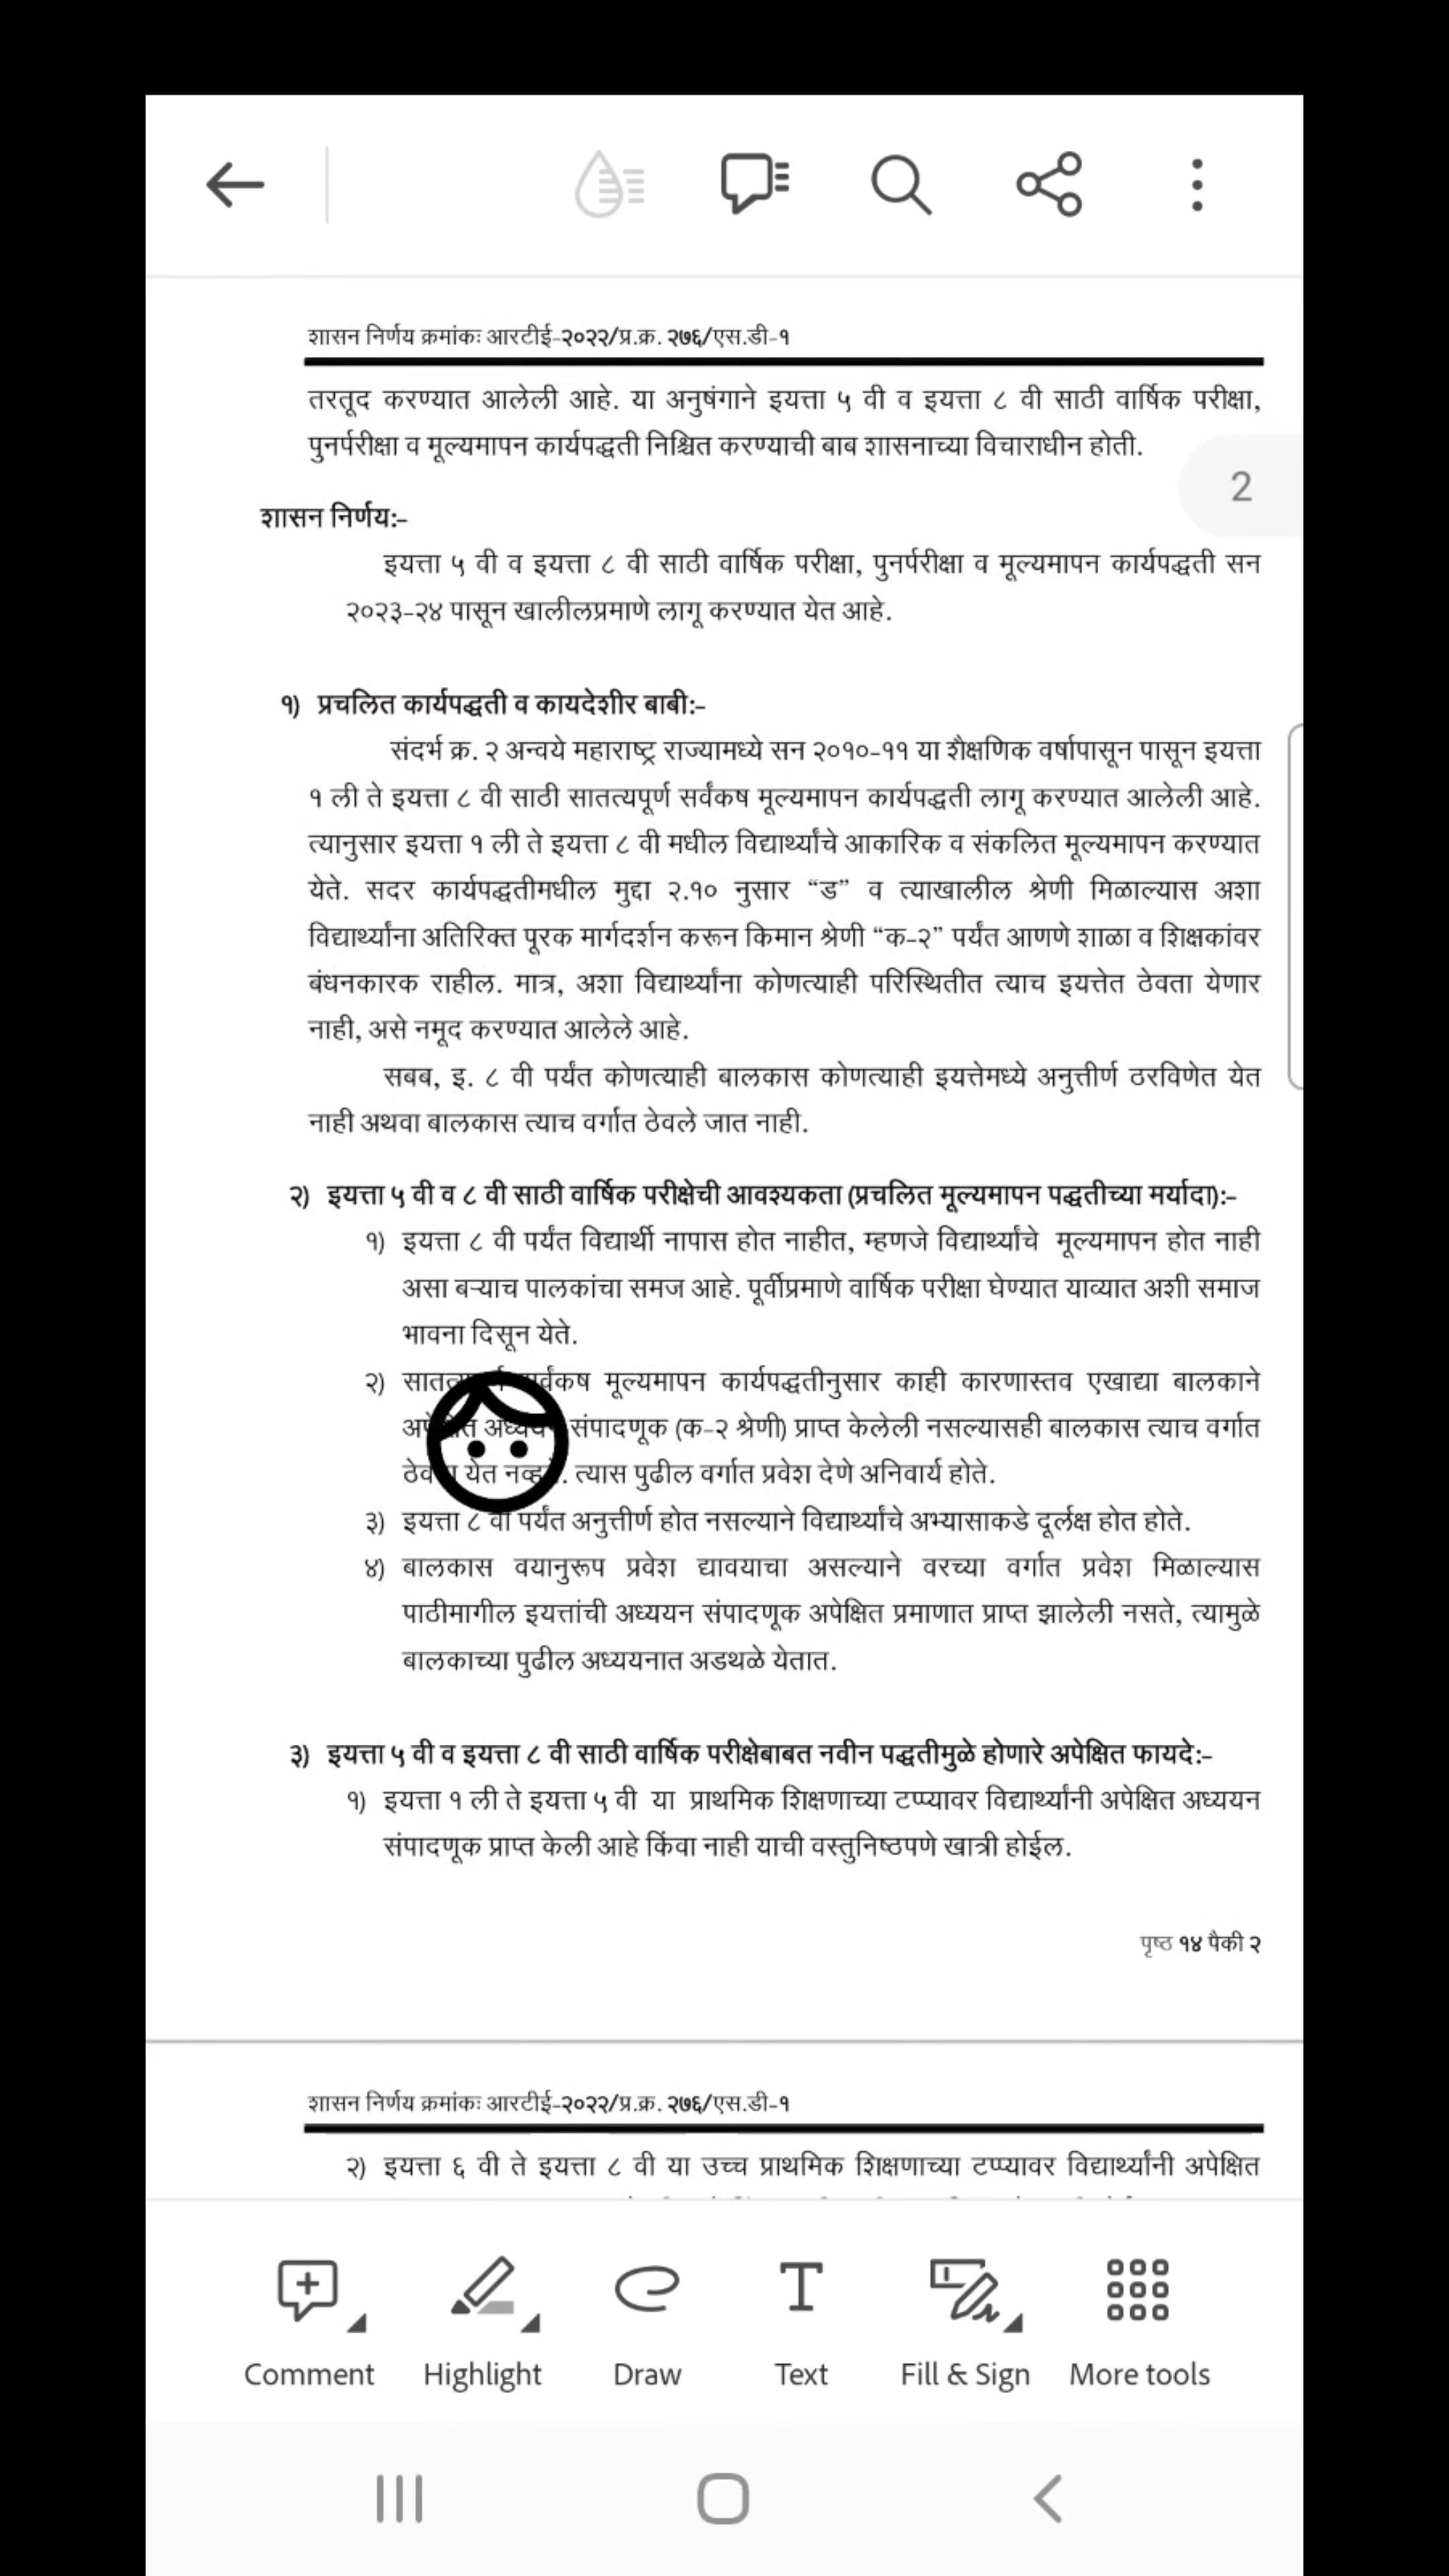 शासन निर्णय क्रमांकः आरटीई-२०२२/प्र.क्र. २७६/एस.डी-१
तरतूद करण्यात आलेली आहे. या अनुषंगाने इयत्ता ५ वी व इयत्ता ८ वी साठी वार्षिक परीक्षा,
पुनर्परीक्षा व मूल्यमापन कार्यपद्धती निश्चित करण्याची बाब शासनाच्या विचाराधीन होती.
2
शासन निर्णय:-
इयत्ता ५ वी व इयत्ता ८ वी साठी वार्षिक परीक्षा, पुनर्परीक्षा व मूल्यमापन कार्यपद्धती सन
२०२३-२४ पासून खालीलप्रमाणे लागू करण्यात येत आहे.
१) प्रचलित कार्यपद्धती व कायदेशीर बाबी:-
संदर्भ क्र. २ अन्वये महाराष्ट्र राज्यामध्ये सन २०१०-११ या शैक्षणिक वर्षापासून पासून इयत्ता
१ ली ते इयत्ता ८ वी साठी सातत्यपूर्ण सर्वंकष मूल्यमापन कार्यपद्धती लागू करण्यात आलेली आहे.
त्यानुसार इयत्ता १ ली ते इयत्ता ८ वी मधील विद्यार्थ्यांचे आकारिक व संकलित मूल्यमापन करण्यात
येते. सदर कार्यपद्धतीमधील मुद्दा २.१० नुसार “ड” व त्याखालील श्रेणी मिळाल्यास अशा
विद्यार्थ्यांना अतिरिक्त पूरक मार्गदर्शन करून किमान श्रेणी “क-२” पर्यंत आणणे शाळा व शिक्षकांवर
बंधनकारक राहील. मात्र, अशा विद्यार्थ्यांना कोणत्याही परिस्थितीत त्याच इयत्तेत ठेवता येणार
नाही, असे नमूद करण्यात आलेले आहे.
सबब, इ. ८ वी पर्यंत कोणत्याही बालकास कोणत्याही इयत्तेमध्ये अनुत्तीर्ण ठरविणेत येत
नाही अथवा बालकास त्याच वर्गात ठेवले जात नाही.
२) इयत्ता ५ वी व ८ वी साठी वार्षिक परीक्षेची आवश्यकता (प्रचलित मूल्यमापन पद्धतीच्या मर्यादा):-
१) इयत्ता ८ वी पर्यंत विद्यार्थी नापास होत नाहीत, म्हणजे विद्यार्थ्यांचे मूल्यमापन होत नाही
असा बऱ्याच पालकांचा समज आहे. पूर्वीप्रमाणे वार्षिक परीक्षा घेण्यात याव्यात अशी समाज
भावना दिसून येते.
२) मूल्यमापन कार्यपद्धतीनुसार काही कारणास्तव एखाद्या बालकाने
संपादणूक (क-२ श्रेणी) प्राप्त केलेली नसल्यासही बालकास त्याच वर्गात
येत त्यास पुढील वर्गात प्रवेश देणे अनिवार्य होते.
३) इयत्ता ८ वी पर्यंत अनुत्तीर्ण होत नसल्याने विद्यार्थ्यांचे अभ्यासाकडे दूर्लक्ष होत होते.
४) बालकास वयानुरूप प्रवेश द्यावयाचा असल्याने वरच्या वर्गात प्रवेश मिळाल्यास
पाठीमागील इयत्तांची अध्ययन संपादणूक अपेक्षित प्रमाणात प्राप्त झालेली नसते, त्यामुळे
बालकाच्या पुढील अध्ययनात अडथळे येतात.
३) इयत्ता ५ वी व इयत्ता ८ वी साठी वार्षिक परीक्षेबाबत नवीन पद्धतीमुळे होणारे अपेक्षित फायदे:-
१) इयत्ता १ ली ते इयत्ता ५ वी या प्राथमिक शिक्षणाच्या टप्प्यावर विद्यार्थ्यांनी अपेक्षित अध्ययन
संपादणूक प्राप्त केली आहे किंवा नाही याची वस्तुनिष्ठपणे खात्री होईल.
पृष्ठ १४ पैकी २
शासन निर्णय क्रमांकः आरटीई-२०२२/प्र.क्र. २७६/एस.डी-१
२) इयत्ता ६ वी ते इयत्ता ८ वी या उच्च प्राथमिक शिक्षणाच्या टप्प्यावर विद्यार्थ्यांनी अपेक्षित
Comment Highlight Draw Text Fill & Sign More tools